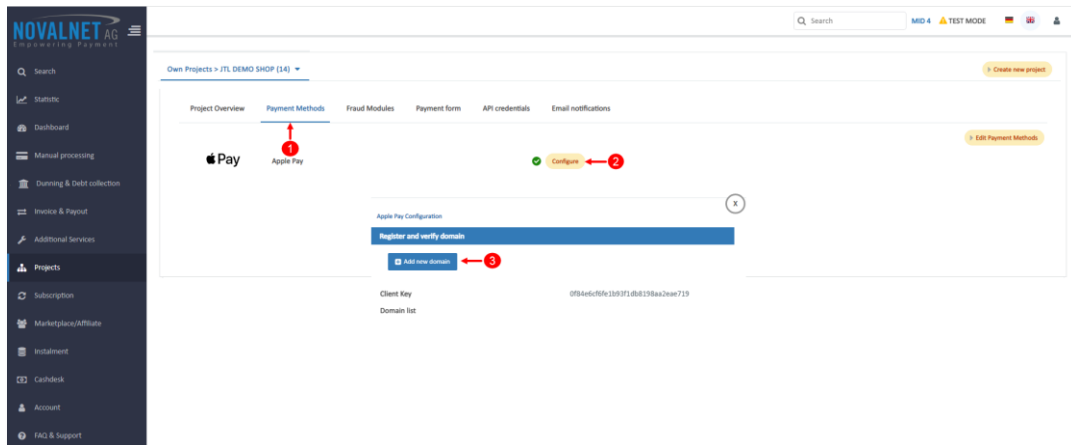 NOVALNET AG
Empowering Payment
Search
MID 4
TEST MODE
Search
Statistic
Dashboard
Manual processing
Dunning & Debt collection
Invoice & Payout
Additional Services
Projects
Subscription
Marketplace/Affiliate
Instalment
Cashdesk
Account
FAQ & Support
Own Projects > JTL DEMO SHOP (14)
Create new project
Project Overview Payment Methods Fraud Modules Payment form API credentials Email notifications
Edit Payment Methods
1
Pay Apple Pay Configure 2
X
Apple Pay Configuration
Register and verify domain
Add new domain 3
Client Key 0f84e6cf6fe1b93f1db8198aa2eae719
Domain list